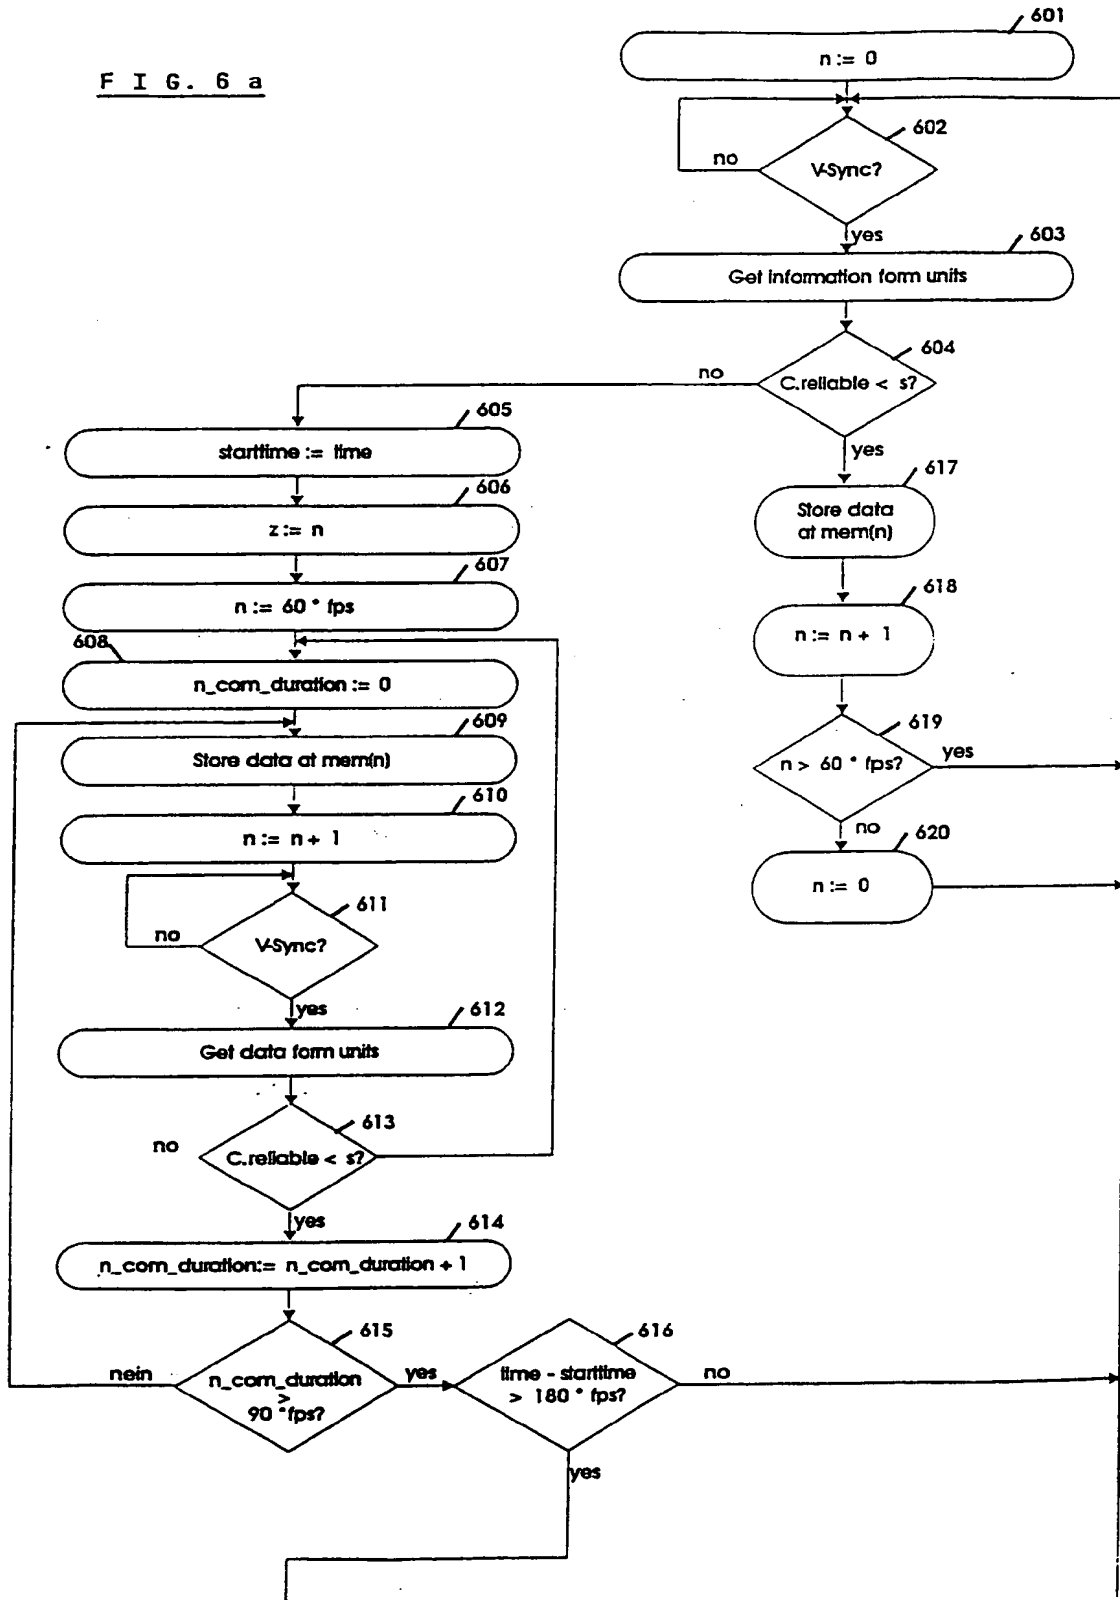 F I G. 6 a
601
n := 0
602
V-Sync?
no
yes
603
Get information form units
604
C.reliable < s?
no
yes
605
starttime := time
606
z := n
607
n := 60 * fps
608
n_com_duration := 0
609
Store data at mem(n)
610
n := n + 1
611
V-Sync?
no
yes
612
Get data form units
613
C.reliable < s?
no
yes
614
n_com_duration:= n_com_duration + 1
615
n_com_duration
>
90 * fps?
nein
yes
616
time - starttime
> 180 * fps?
no
yes
617
Store data
at mem(n)
618
n := n + 1
619
n > 60 * fps?
yes
no
620
n := 0